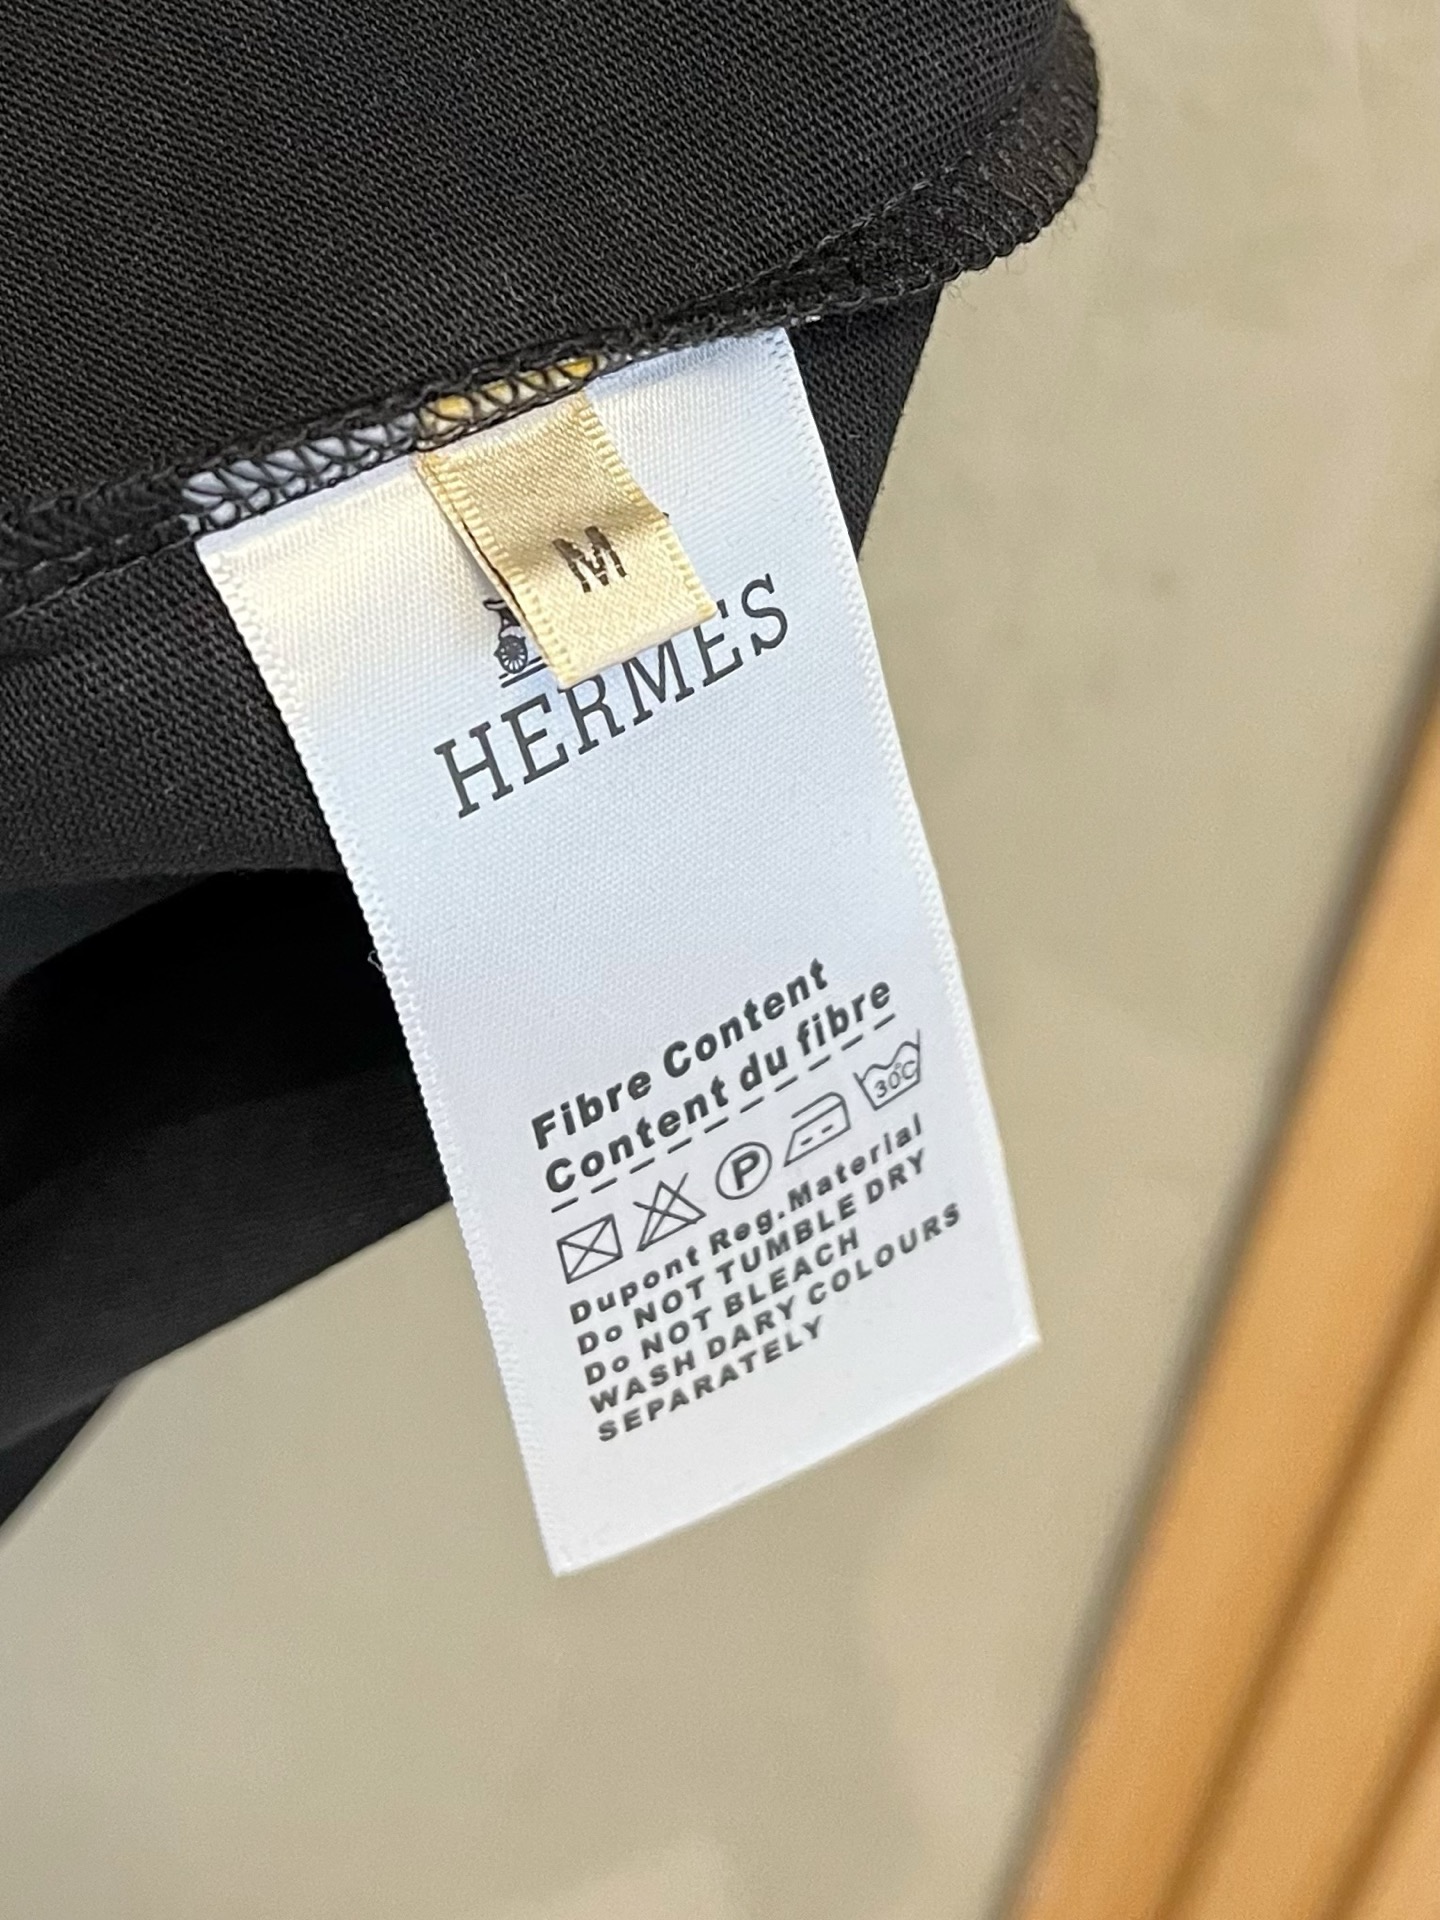 M
HERMES
Fibre Content
Content du fibre
P
30°C
Dupont Reg.Material
Do NOT TUMBLE DRY
Do NOT BLEACH
WASH DARY COLOURS
SEPARATELY